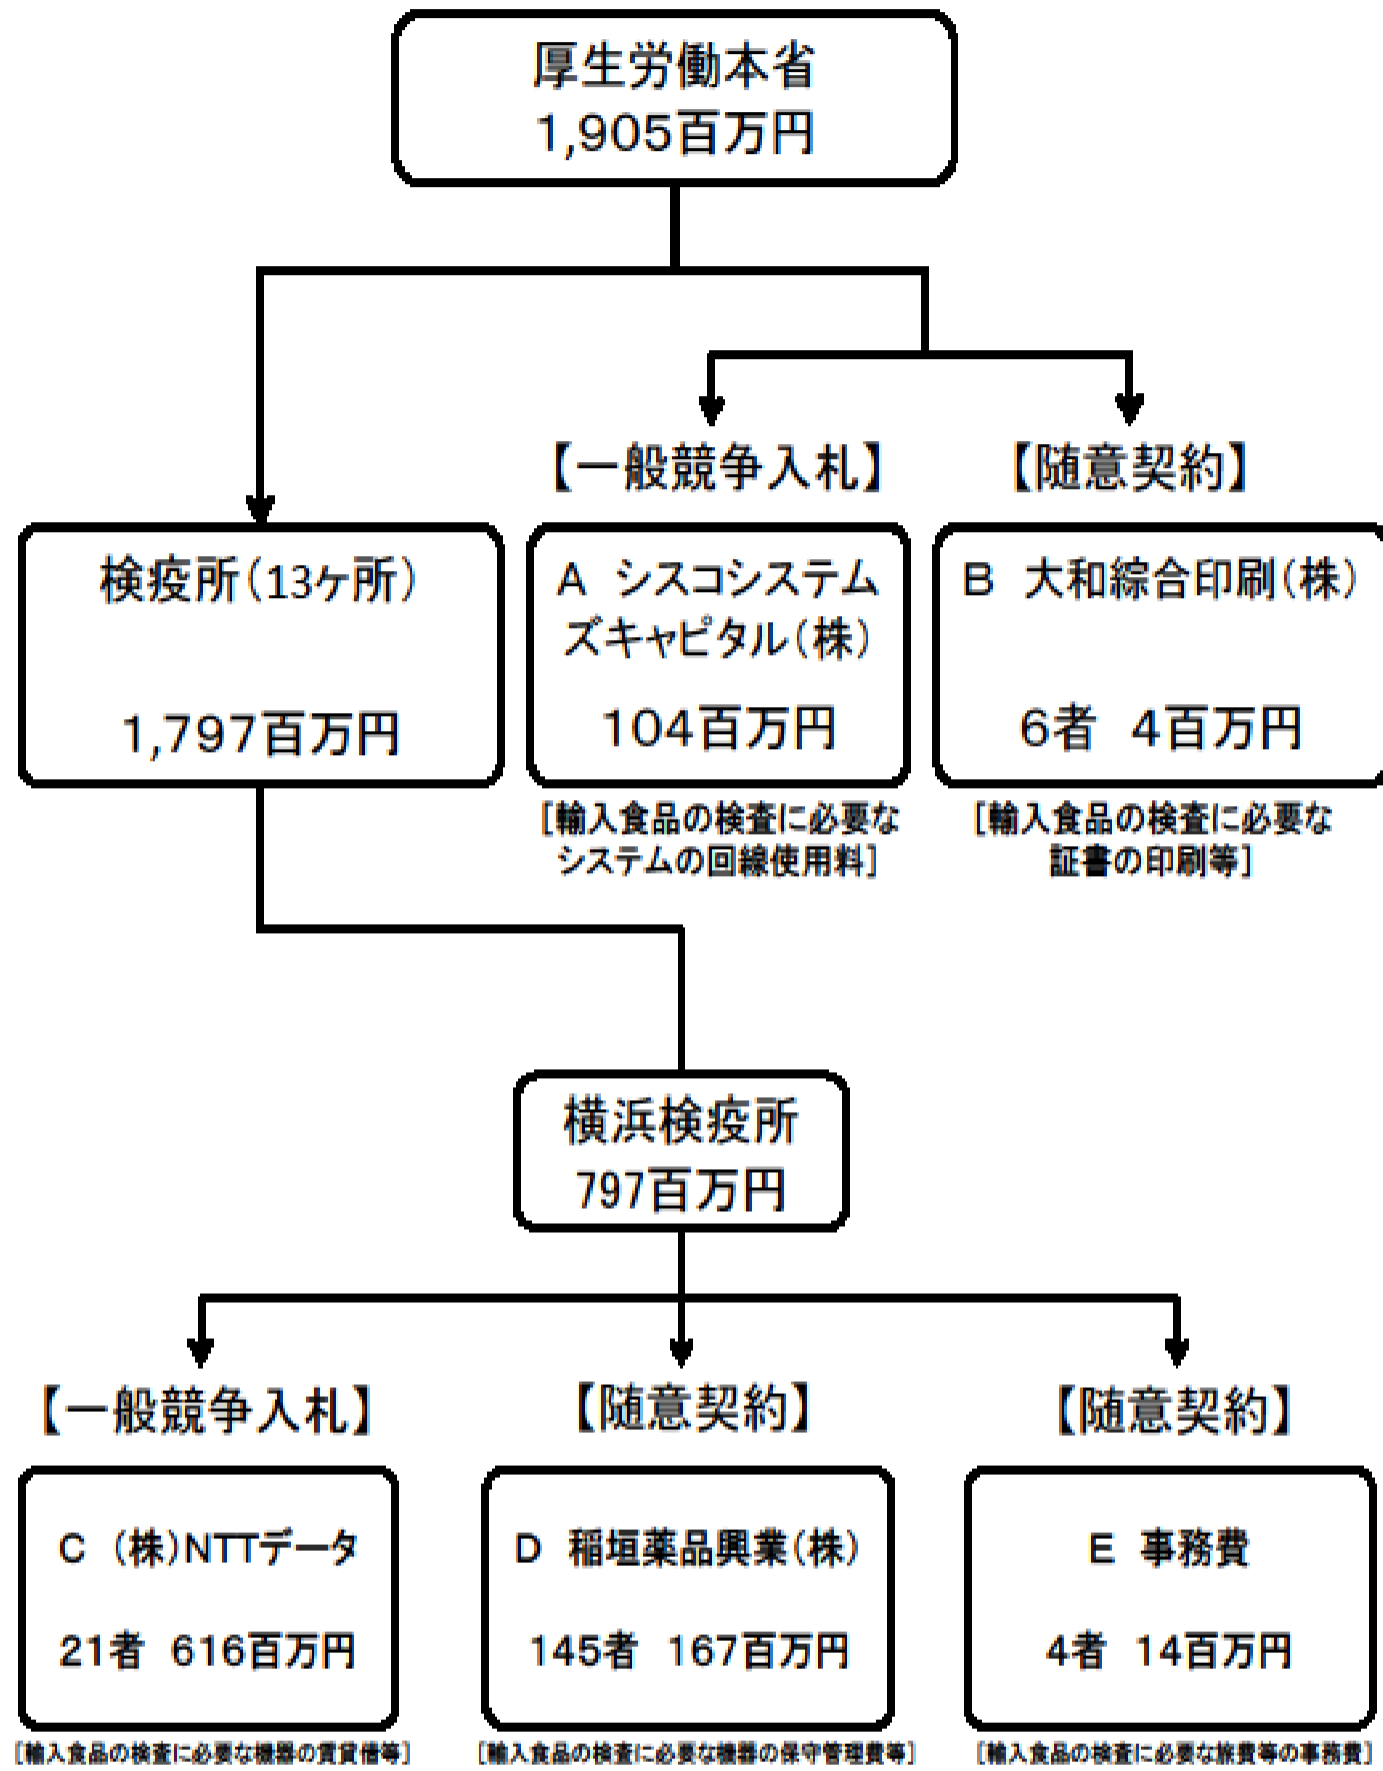 厚生労働本省
1,905百万円
【一般競争入札】
【随意契約】
検疫所(13ヶ所)
1,797百万円
A シスコシステム
ズキャピタル(株)
104百万円
B 大和綜合印刷(株)
6者 4百万円
[輸入食品の検査に必要な
システムの回線使用料]
[輸入食品の検査に必要な
証書の印刷等]
横浜検疫所
797百万円
【一般競争入札】
【随意契約】
【随意契約】
C (株)NTTデータ
21者 616百万円
D 稲垣薬品興業(株)
145者 167百万円
E 事務費
4者 14百万円
[輸入食品の検査に必要な機器の賃貸借等]
[輸入食品の検査に必要な機器の保守管理費等]
[輸入食品の検査に必要な旅費等の事務費]